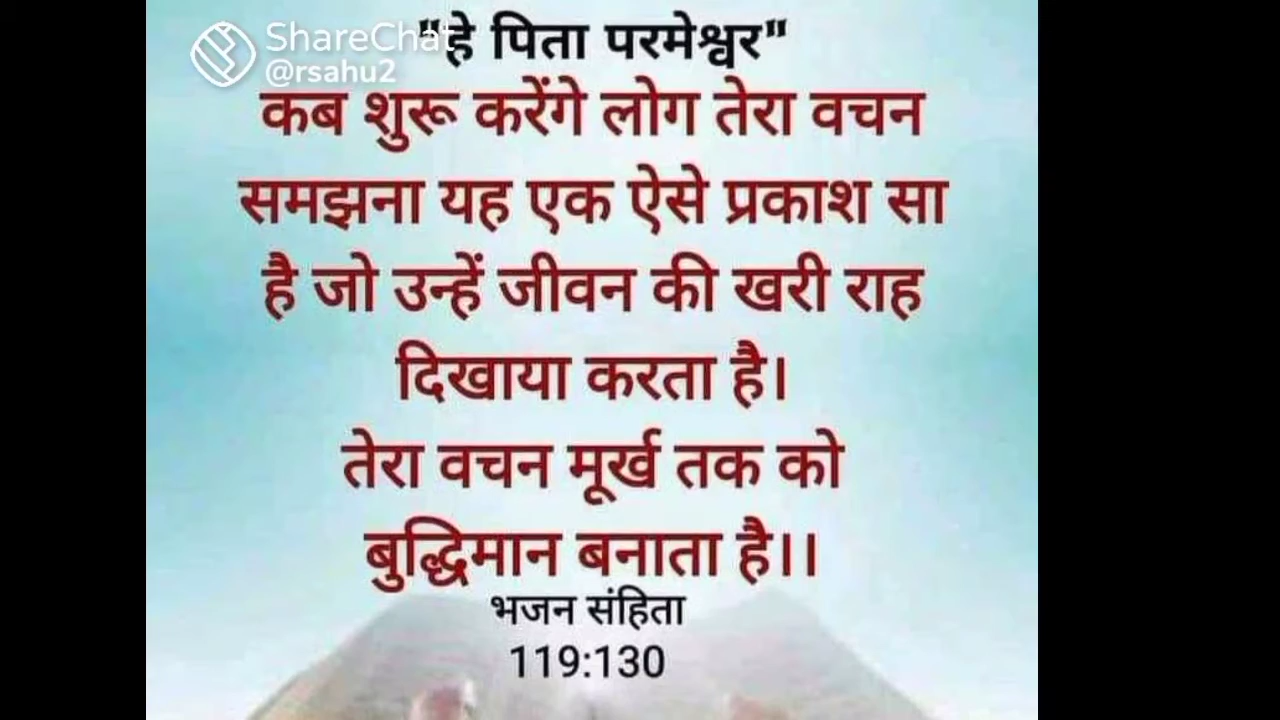 ShareChat
@rsahu2
"हे पिता परमेश्वर"
कब शुरू करेंगे लोग तेरा वचन
समझना यह एक ऐसे प्रकाश सा
है जो उन्हें जीवन की खरी राह
दिखाया करता है।
तेरा वचन मूर्ख तक को
बुद्धिमान बनाता है।।
भजन संहिता
119:130